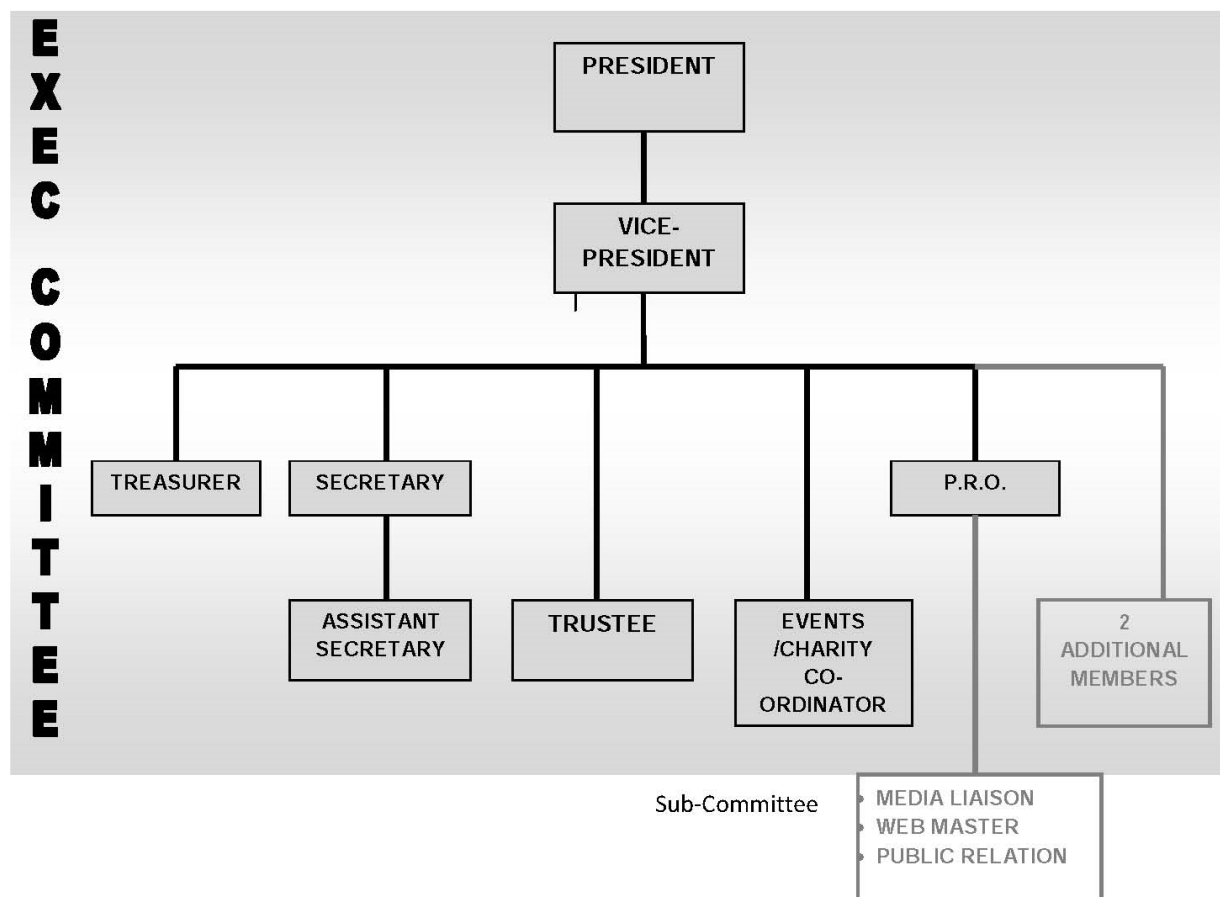 EXEC COMMITTEE
PRESIDENT
VICE-
PRESIDENT
TREASURER
SECRETARY
P.R.O.
ASSISTANT
SECRETARY
TRUSTEE
EVENTS
/CHARITY
CO-
ORDINATOR
2
ADDITIONAL
MEMBERS
Sub-Committee
• MEDIA LIAISON
• WEB MASTER
• PUBLIC RELATION